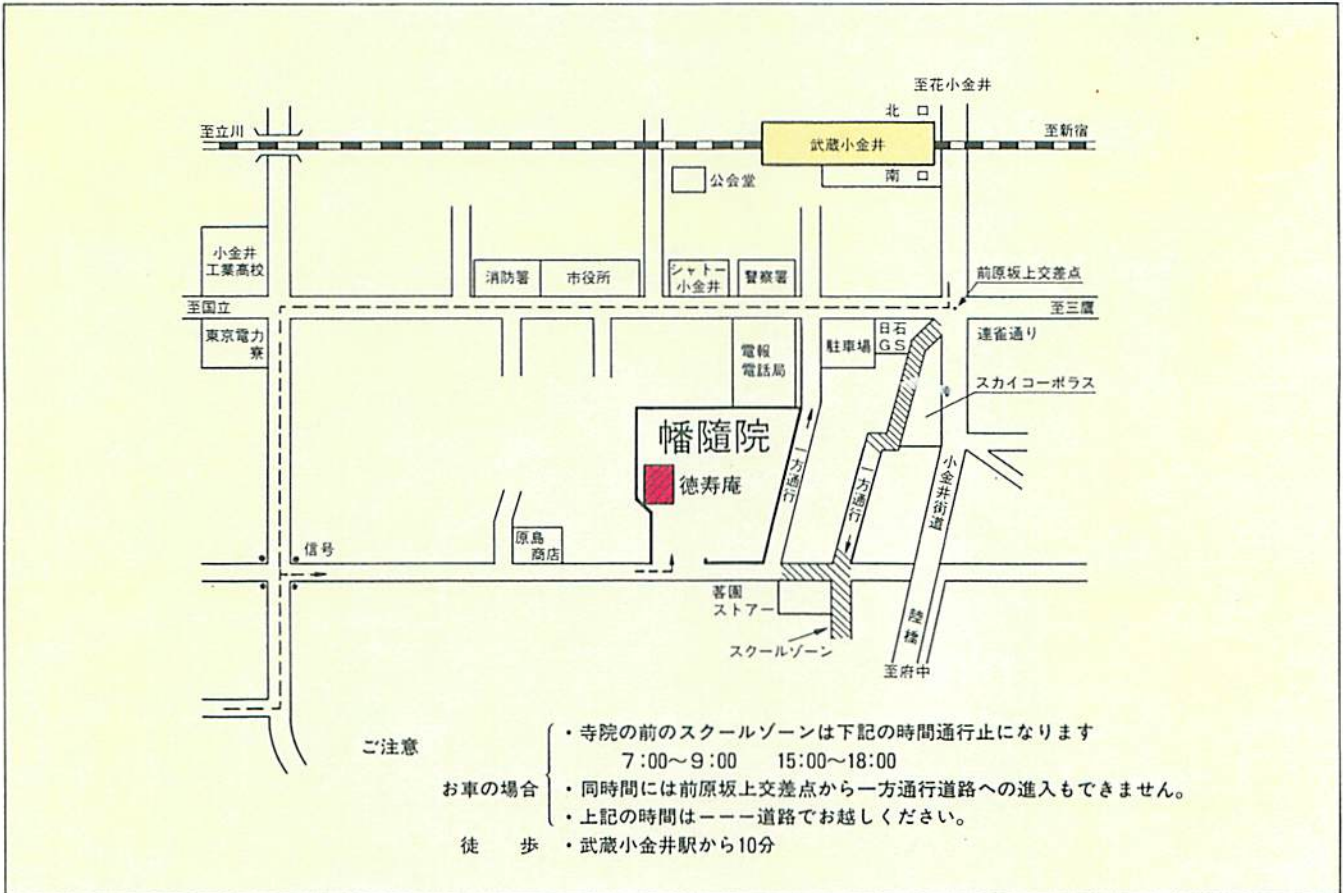 至花小金井
北口
至立川
至新宿
武蔵小金井
南口
公会堂
小金井
工業高校
消防署
市役所
シャトー
小金井
警察署
前原坂上交差点
至国立
至三鷹
東京電力
寮
電報
電話局
駐車場
日石
GS
連雀通り
スカイコーポラス
幡随院
徳寿庵
一方通行
一方通行
小金井街道
原島
商店
信号
ストアー
陸橋
スクールゾーン
至府中
ご注意
お車の場合
・寺院の前のスクールゾーンは下記の時間通行止になります
7:00〜9:00 15:00〜18:00
・同時間には前原坂上交差点から一方通行道路への進入もできません。
・上記の時間は---道路でお越しください。
徒歩 ・武蔵小金井駅から10分